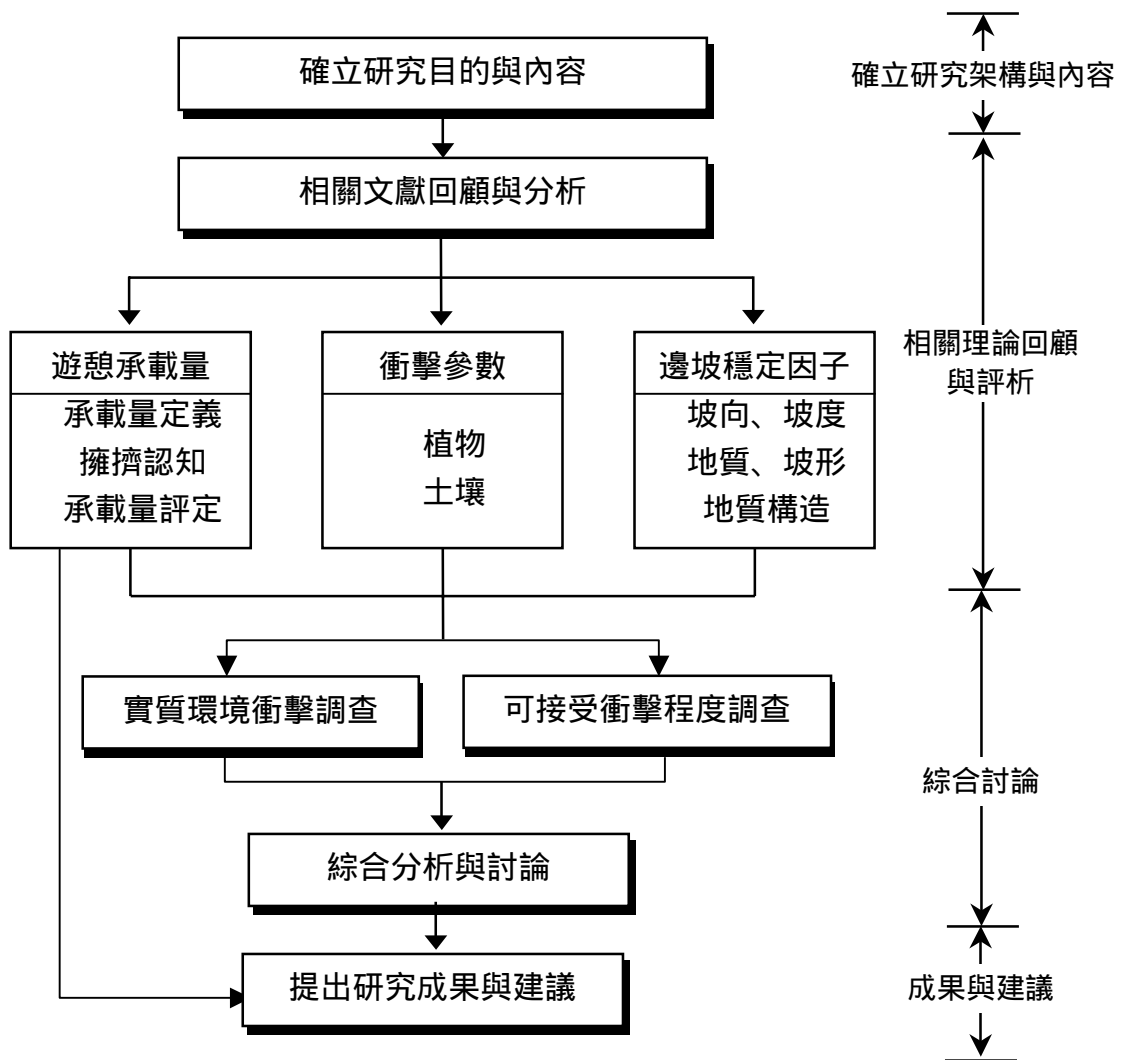 確立研究目的與內容
確立研究架構與內容
相關文獻回顧與分析
遊憩承載量
承載量定義
擁擠認知
承載量評定
衝擊參數
植物
土壤
邊坡穩定因子
坡向、坡度
地質、坡形
地質構造
相關理論回顧
與評析
實質環境衝擊調查
可接受衝擊程度調查
綜合討論
綜合分析與討論
提出研究成果與建議
成果與建議